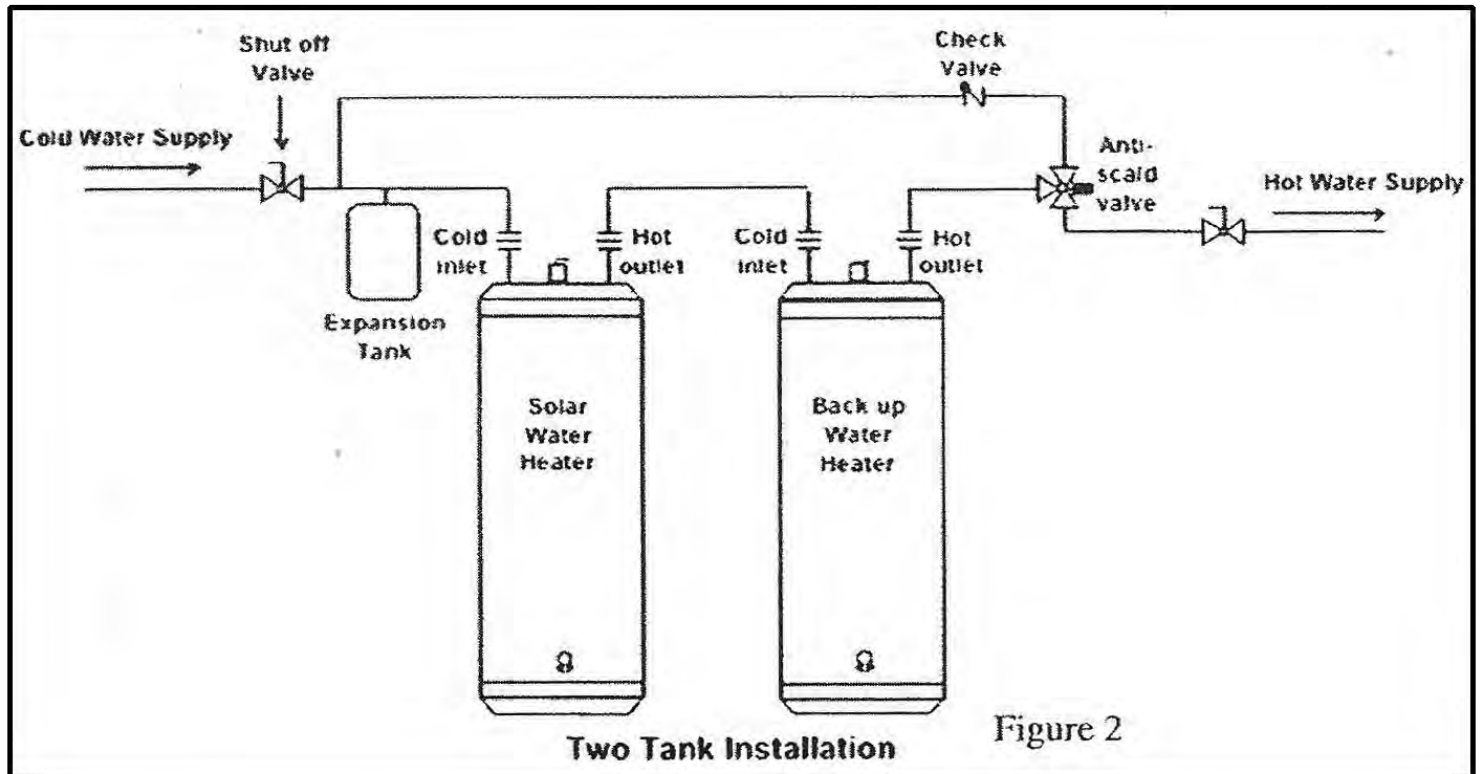 Shut off
Valve
Check
Valve
Cold Water Supply
Anti-
scald
valve
Hot Water Supply
Cold
inlet
Hot
outlet
Cold
inlet
Hot
outlet
Expansion
Tank
Solar
Water
Heater
Back up
Water
Heater
Two Tank Installation
Figure 2